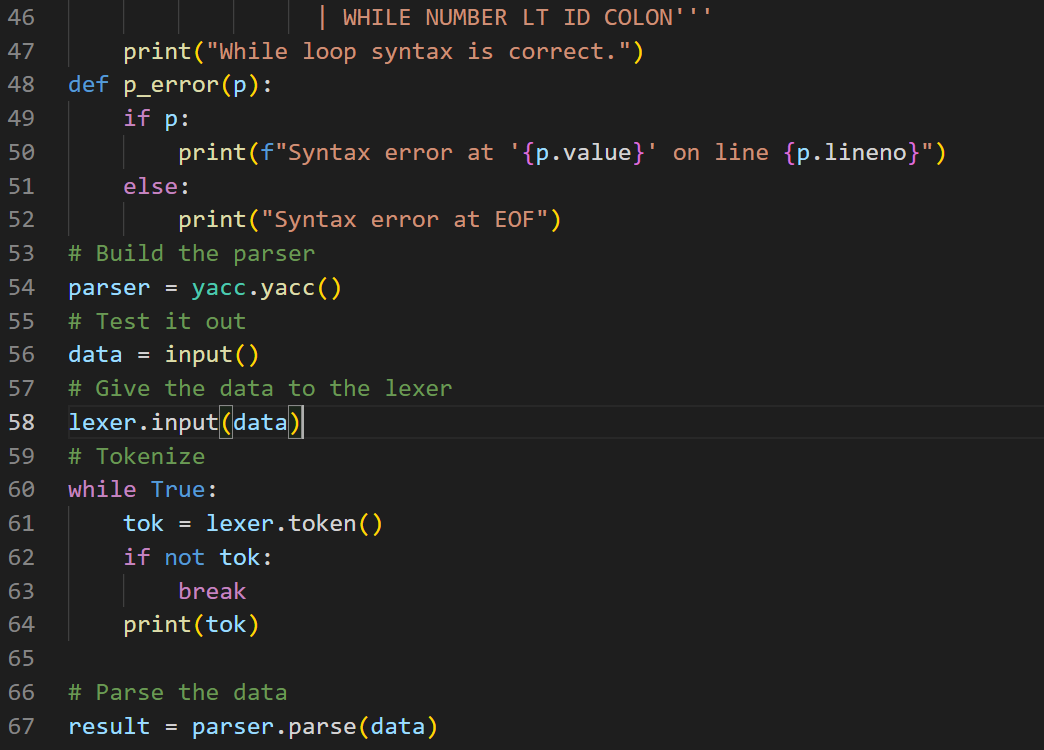 46 | WHILE NUMBER LT ID COLON'''
47 print("While loop syntax is correct.")
48 def p_error(p):
49 if p:
50 print(f"Syntax error at '{p.value}' on line {p.lineno}")
51 else:
52 print("Syntax error at EOF")
53 # Build the parser
54 parser = yacc.yacc()
55 # Test it out
56 data = input()
57 # Give the data to the lexer
58 lexer.input(data)
59 # Tokenize
60 while True:
61 tok = lexer.token()
62 if not tok:
63 break
64 print(tok)
65
66 # Parse the data
67 result = parser.parse(data)